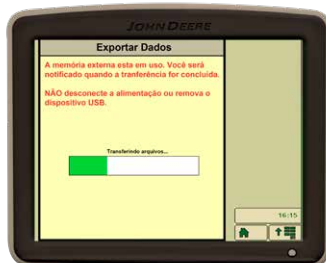 JOHN DEERE
Exportar Dados
A memória externa esta em uso. Você será
notificado quando a tranferência for concluída.
NÃO desconecte a alimentação ou remova o
dispositivo USB.
Transferindo arquivos...
16:15